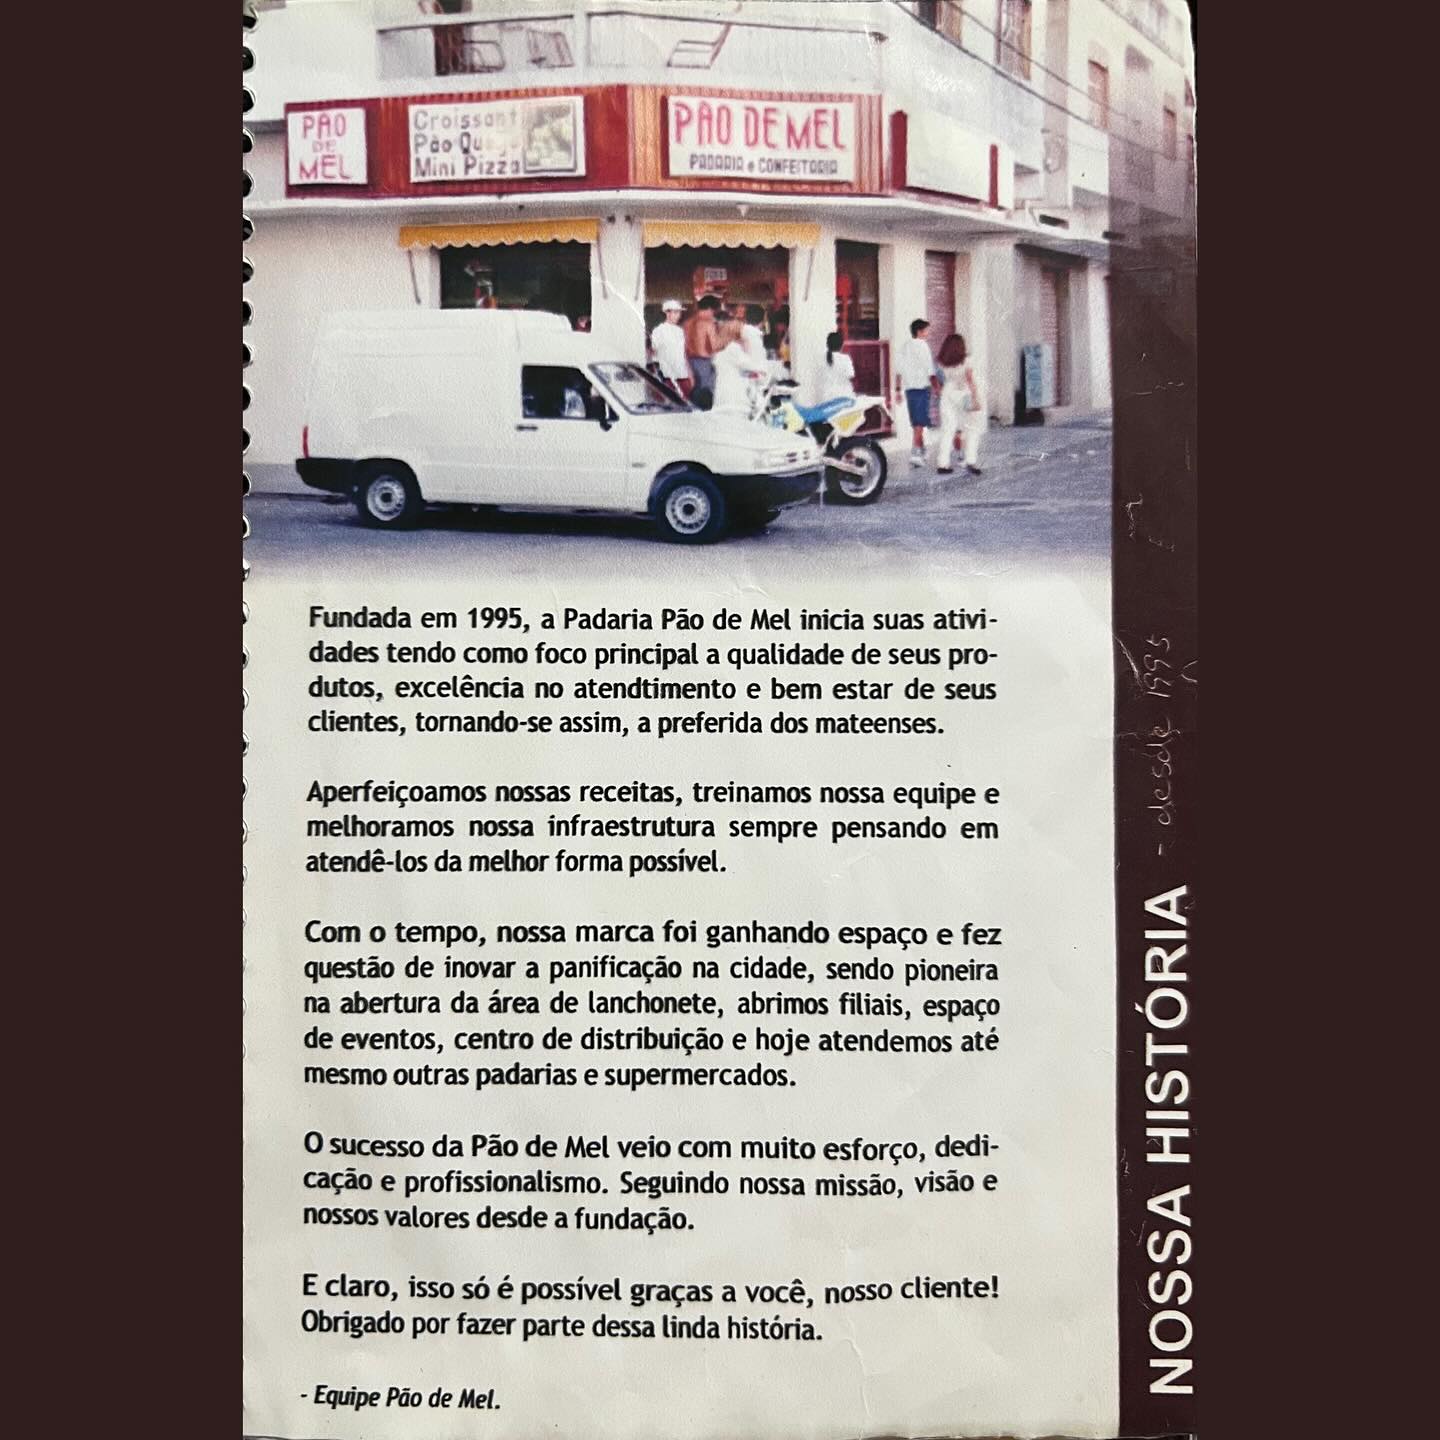 PÃO
DE
MEL
Croissant
Pão
Mini Pizza
PÃO DE MEL
PADARIA e CONFEITARIA
Fundada em 1995, a Padaria Pão de Mel inicia suas ativi-
dades tendo como foco principal a qualidade de seus pro-
dutos, excelência no atendtimento e bem estar de seus
clientes, tornando-se assim, a preferida dos mateenses.
Aperfeiçoamos nossas receitas, treinamos nossa equipe e
melhoramos nossa infraestrutura sempre pensando em
atendê-los da melhor forma possível.
Com o tempo, nossa marca foi ganhando espaço e fez
questão de inovar a panificação na cidade, sendo pioneira
na abertura da área de lanchonete, abrimos filiais, espaço
de eventos, centro de distribuição e hoje atendemos até
mesmo outras padarias e supermercados.
O sucesso da Pão de Mel veio com muito esforço, dedi-
cação e profissionalismo. Seguindo nossa missão, visão e
nossos valores desde a fundação.
E claro, isso só é possível graças a você, nosso cliente!
Obrigado por fazer parte dessa linda história.
- Equipe Pão de Mel.
NOSSA HISTÓRIA - desde 1995